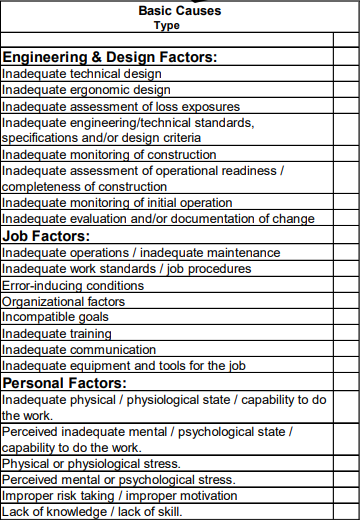 Basic Causes
Type
Engineering & Design Factors:
Inadequate technical design
Inadequate ergonomic design
Inadequate assessment of loss exposures
Inadequate engineering/technical standards,
specifications and/or design criteria
Inadequate monitoring of construction
Inadequate assessment of operational readiness /
completeness of construction
Inadequate monitoring of initial operation
Inadequate evaluation and/or documentation of change
Job Factors:
Inadequate operations / inadequate maintenance
Inadequate work standards / job procedures
Error-inducing conditions
Organizational factors
Incompatible goals
Inadequate training
Inadequate communication
Inadequate equipment and tools for the job
Personal Factors:
Inadequate physical / physiological state / capability to do
the work.
Perceived inadequate mental / psychological state /
capability to do the work.
Physical or physiological stress.
Perceived mental or psychological stress.
Improper risk taking / improper motivation
Lack of knowledge / lack of skill.